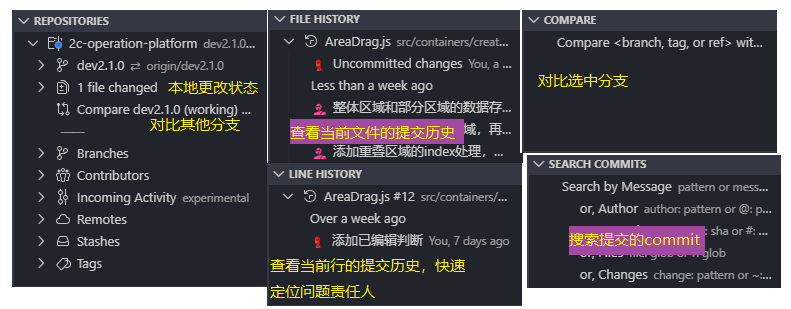 REPOSITORIES
2c-operation-platform dev2.1.0...
dev2.1.0 ⇄ origin/dev2.1.0
1 file changed 本地更改状态
Compare dev2.1.0 (working) ...
对比其他分支
Branches
Contributors
Incoming Activity experimental
Remotes
Stashes
Tags
FILE HISTORY
AreaDrag.js src/containers/creat...
Uncommitted changes You, a ...
Less than a week ago
整体区域和部分区域的数据存...
查看当前文件的提交历史 域，再...
添加重叠区域的index处理，...
LINE HISTORY
AreaDrag.js #12 src/containers/...
Over a week ago
添加已编辑判断 You, 7 days ago
查看当前行的提交历史，快速
定位问题责任人
COMPARE
Compare <branch, tag, or ref> wit...
对比选中分支
SEARCH COMMITS
Search by Message pattern or mess...
or, Author author: pattern or @: p...
: sha or #: ...
搜索提交的commit
or, Files glob
or, Changes change: pattern or ~:...